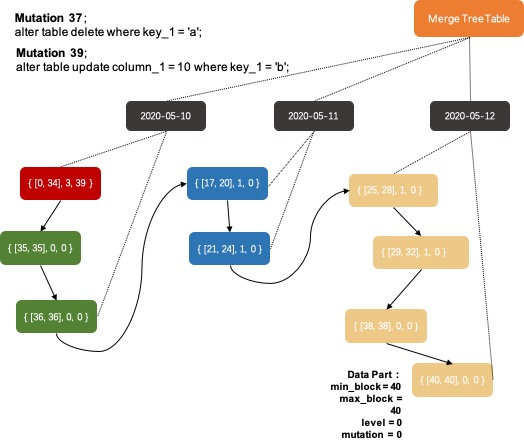 Mutation 37;
alter table delete where key_1 = 'a';
Mutation 39;
alter table update column_1 = 10 where key_1 = 'b';
Merge Tree Table
2020-05-10
2020-05-11
2020-05-12
{ [0, 34], 3, 39 }
{ [17, 20], 1, 0 }
{ [25, 28], 1, 0 }
{ [35, 35], 0, 0 }
{ [21, 24], 1, 0 }
{ [29, 32], 1, 0 }
{ [36, 36], 0, 0 }
{ [38, 38], 0, 0 }
{ [40, 40], 0, 0 }
Data Part :
min_block = 40
max_block =
40
level = 0
mutation = 0